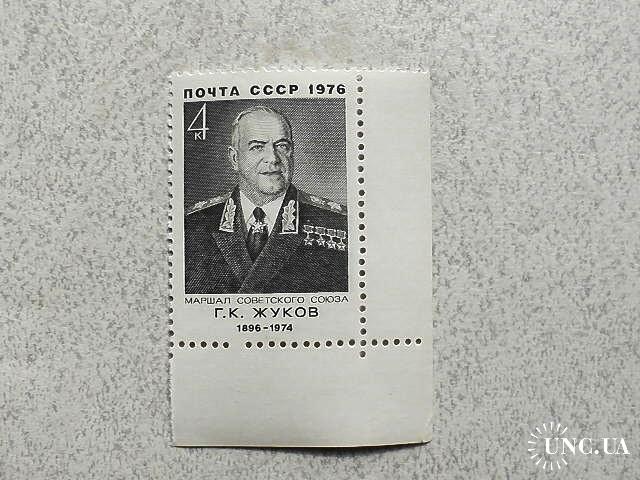 ПОЧТА СССР 1976
4 к
МАРШАЛ СОВЕТСКОГО СОЮЗА
Г.К. ЖУКОВ
1896–1974
UNC.UA